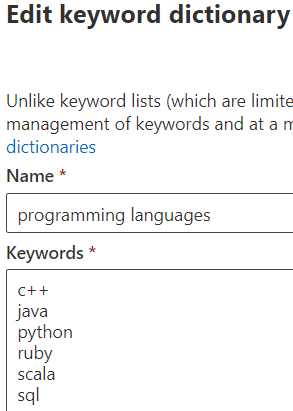 Edit keyword dictionary
Unlike keyword lists (which are limite
management of keywords and at a
dictionaries
Name *
programming languages
Keywords *
c++
java
python
ruby
scala
sql